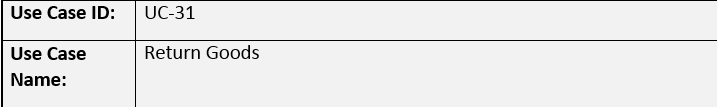 Use Case ID: UC-31
Use Case Return Goods
Name: